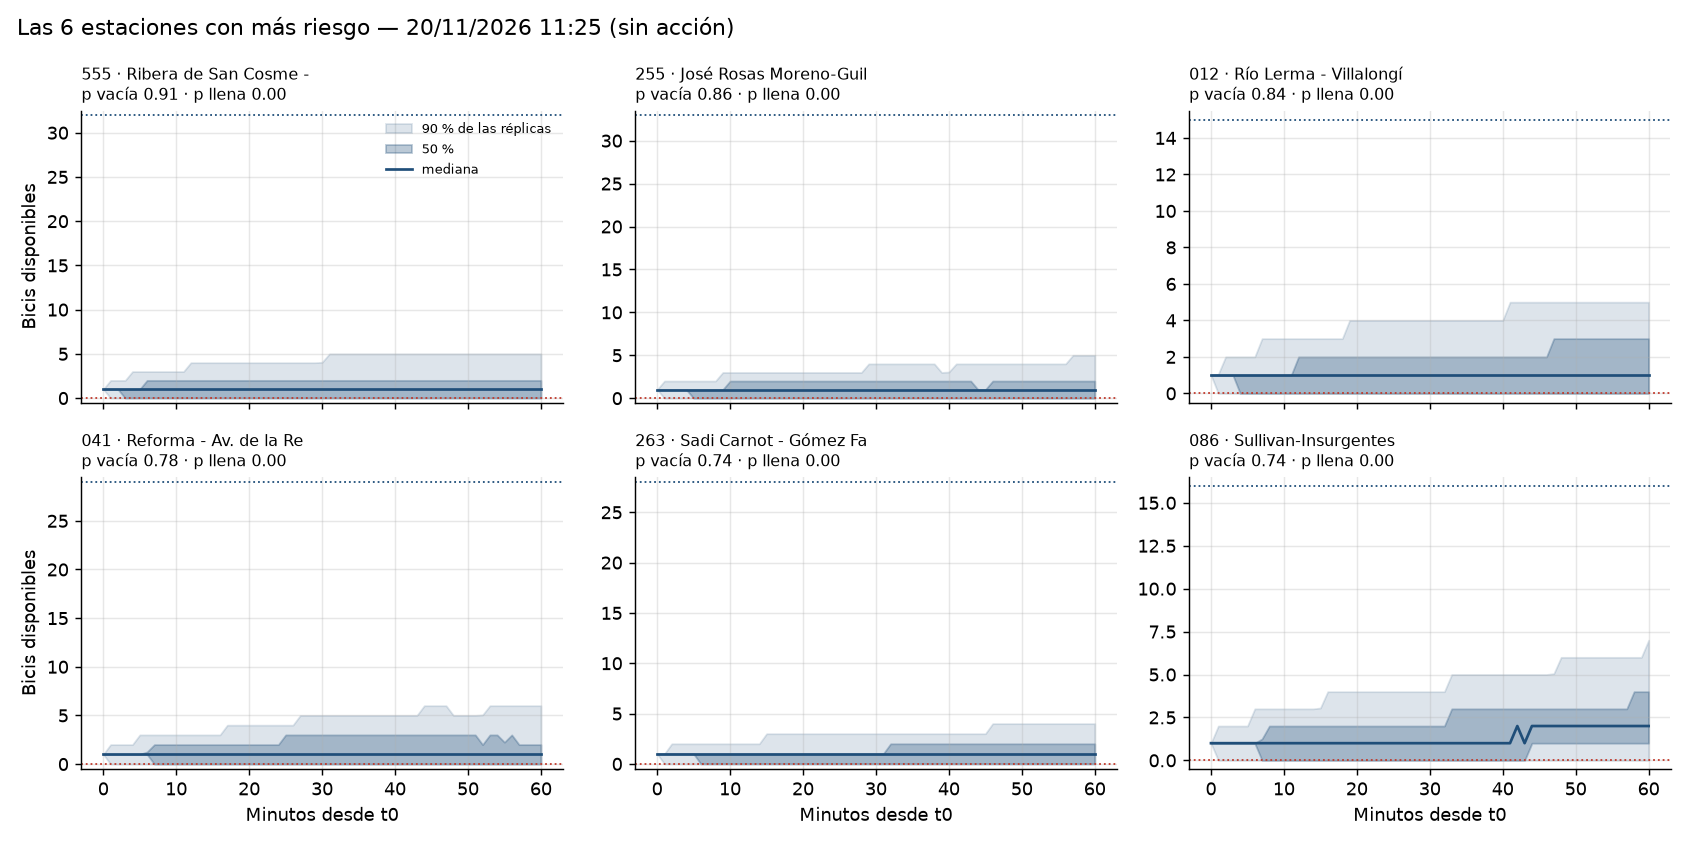 Las 6 estaciones con más riesgo — 20/11/2026 11:25 (sin acción)
555 · Ribera de San Cosme -
p vacía 0.91 · p llena 0.00
30
25
20
15
10
5
0
Bicis disponibles
90 % de las réplicas
50 %
mediana
255 · José Rosas Moreno-Guil
p vacía 0.86 · p llena 0.00
30
25
20
15
10
5
0
012 · Río Lerma - Villalongí
p vacía 0.84 · p llena 0.00
14
12
10
8
6
4
2
0
041 · Reforma - Av. de la Re
p vacía 0.78 · p llena 0.00
25
20
15
10
5
0
Bicis disponibles
0 10 20 30 40 50 60
Minutos desde t0
263 · Sadi Carnot - Gómez Fa
p vacía 0.74 · p llena 0.00
25
20
15
10
5
0
0 10 20 30 40 50 60
Minutos desde t0
086 · Sullivan-Insurgentes
p vacía 0.74 · p llena 0.00
15.0
12.5
10.0
7.5
5.0
2.5
0.0
0 10 20 30 40 50 60
Minutos desde t0